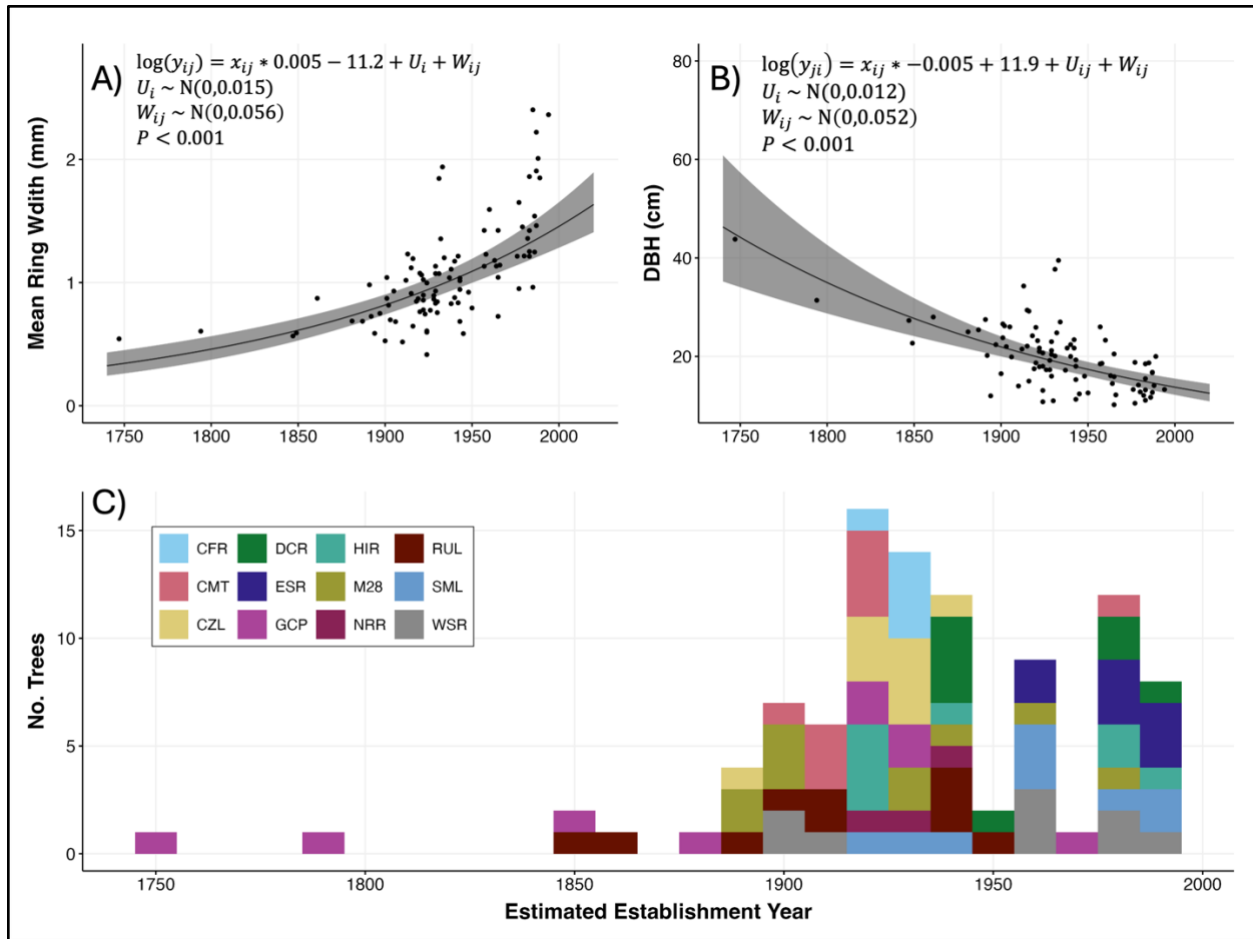 A)
log(y_ij) = x_ij * 0.005 − 11.2 + U_i + W_ij
U_i ~ N(0,0.015)
W_ij ~ N(0,0.056)
P < 0.001
Mean Ring Wdith (mm)
2
1
0
1750 1800 1850 1900 1950 2000
B)
log(y_ji) = x_ij * −0.005 + 11.9 + U_ij + W_ij
U_i ~ N(0,0.012)
W_ij ~ N(0,0.052)
P < 0.001
DBH (cm)
80
60
40
20
1750 1800 1850 1900 1950 2000
C)
CFR DCR HIR RUL
CMT ESR M28 SML
CZL GCP NRR WSR
No. Trees
15
10
5
0
1750 1800 1850 1900 1950 2000
Estimated Establishment Year